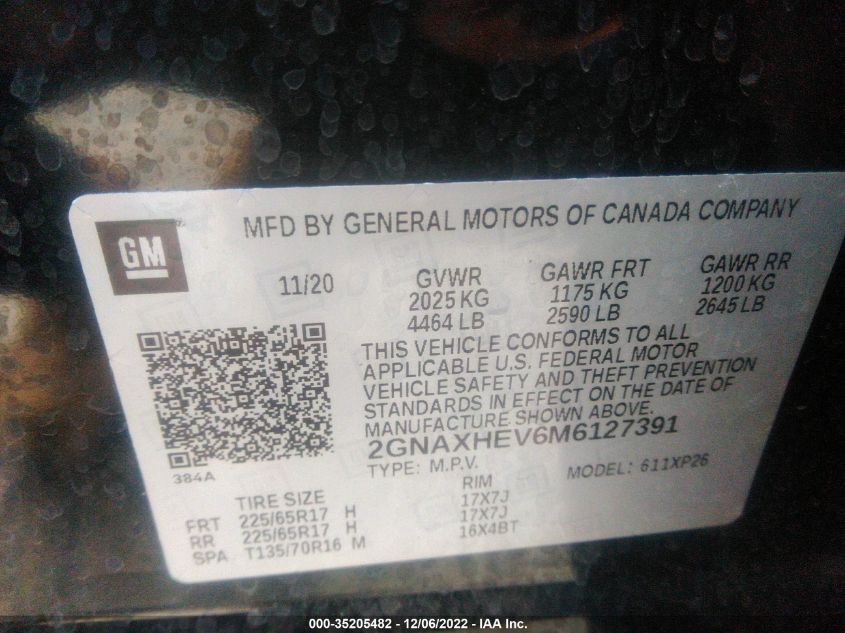 GM
MFD BY GENERAL MOTORS OF CANADA COMPANY
11/20 GVWR GAWR FRT GAWR RR
2025 KG 1175 KG 1200 KG
4464 LB 2590 LB 2645 LB
THIS VEHICLE CONFORMS TO ALL
APPLICABLE U.S. FEDERAL MOTOR
VEHICLE SAFETY AND THEFT PREVENTION
STANDARDS IN EFFECT ON THE DATE OF
MANUFACTURE SHOWN ABOVE.
2GNAXHEV6M6127391
384A TYPE: M.P.V. MODEL: 611XP26
TIRE SIZE RIM
FRT 225/65R17 H 17X7J
RR 225/65R17 H 17X7J
SPA T135/70R16 M 16X4BT
000-35205482 - 12/06/2022 - IAA Inc.